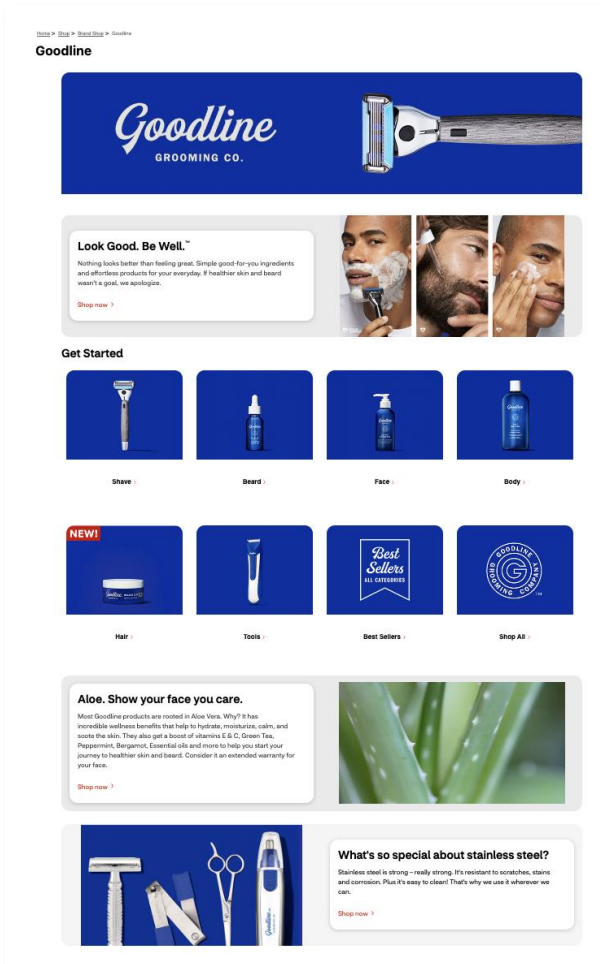 Home > Shop > Brand Shop > Goodline
Goodline
Goodline
GROOMING CO.
Look Good. Be Well.™
Nothing looks better than feeling great. Simple good-for-you ingredients
and effortless products for your everyday. If healthier skin and beard
wasn't a goal, we apologize.
Shop now >
Get Started
Goodline
Goodline
Goodline
Shave >
Beard >
Face >
Body >
NEW!
Goodline
Best
Sellers
ALL CATEGORIES
GOODLINE
GROOMING COMPANY
G
Hair >
Tools >
Best Sellers >
Shop All >
Aloe. Show your face you care.
Most Goodline products are rooted in Aloe Vera. Why? It has
incredible wellness benefits that help to hydrate, moisturize, calm, and
soote the skin. They also get a boost of vitamins E & C, Green Tea,
Peppermint, Bergamot, Essential oils and more to help you start your
journey to healthier skin and beard. Consider it an extended warranty for
your face.
Shop now >
Goodline
What's so special about stainless steel?
Stainless steel is strong – really strong. It's resistant to scratches, stains
and corrosion. Plus it's easy to clean! That's why we use it wherever we
can.
Shop now >